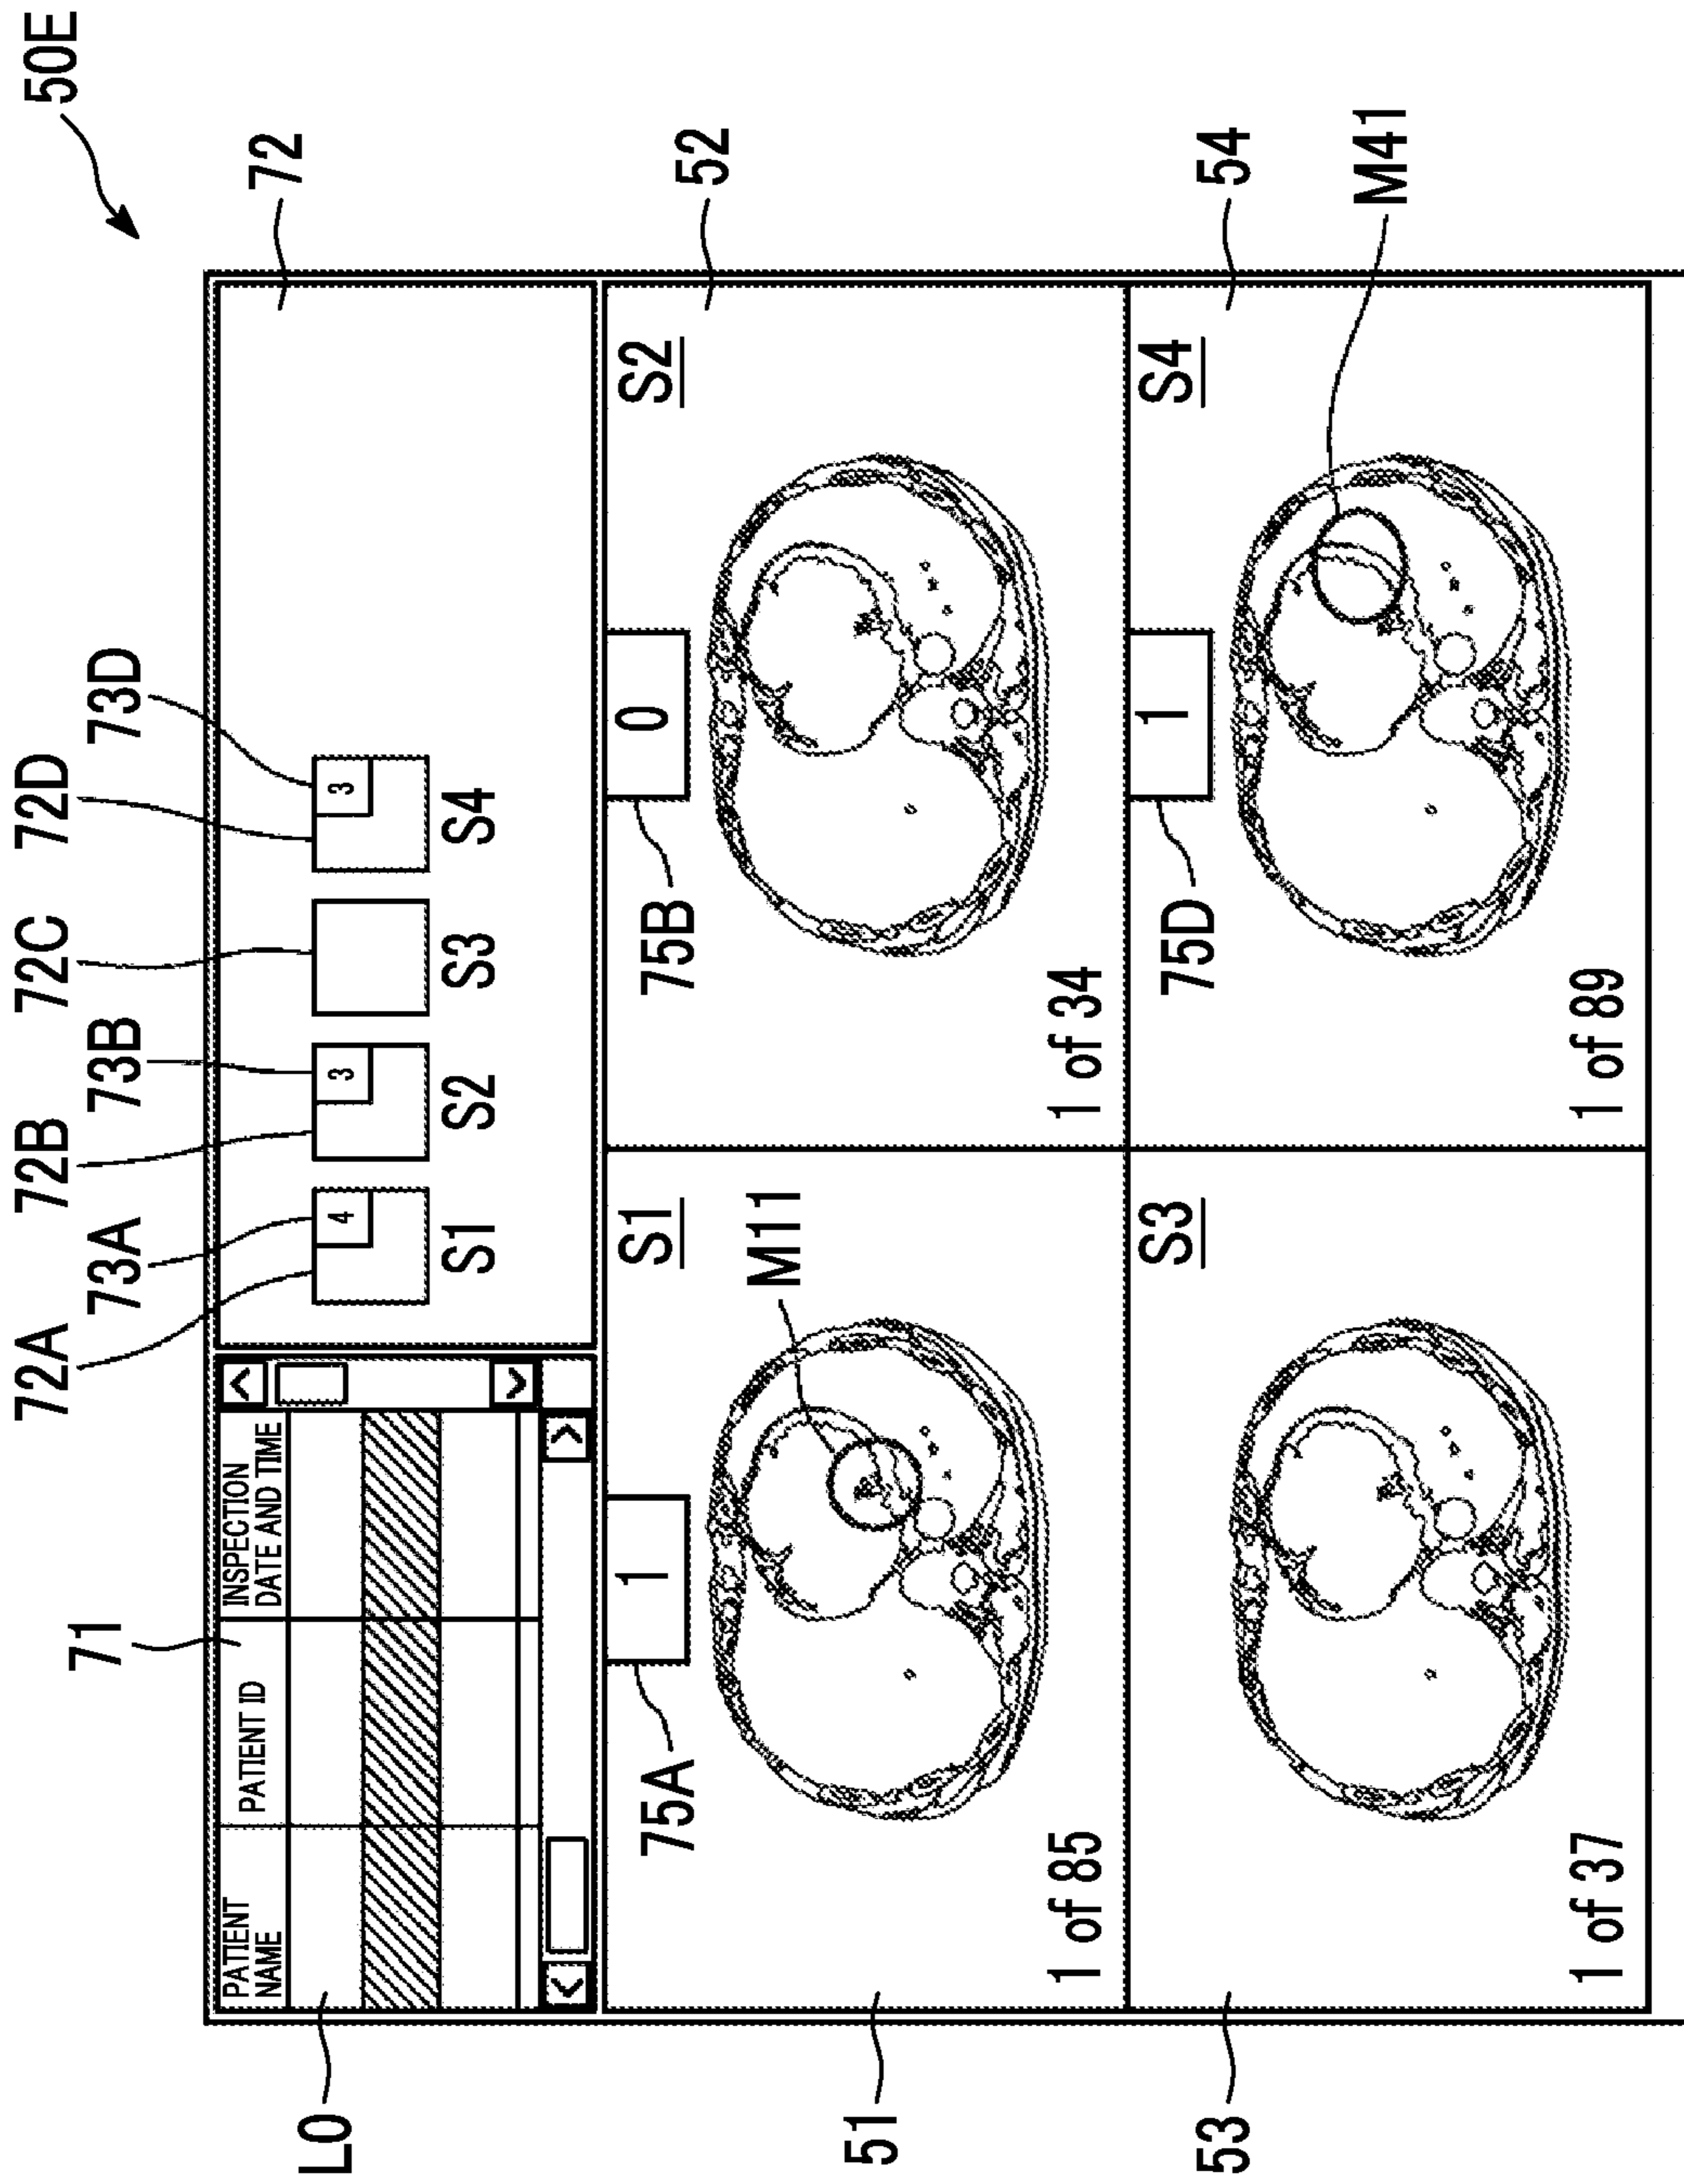 50E
72A
73A
72B
73B
72C
72D
73D
71
72
L0
PATIENT NAME
PATIENT ID
INSPECTION DATE AND TIME
4
3
3
S1
S2
S3
S4
75A
1
S1
M11
51
1 of 85
75B
0
S2
52
1 of 34
S3
53
1 of 37
75D
1
S4
54
M41
1 of 89